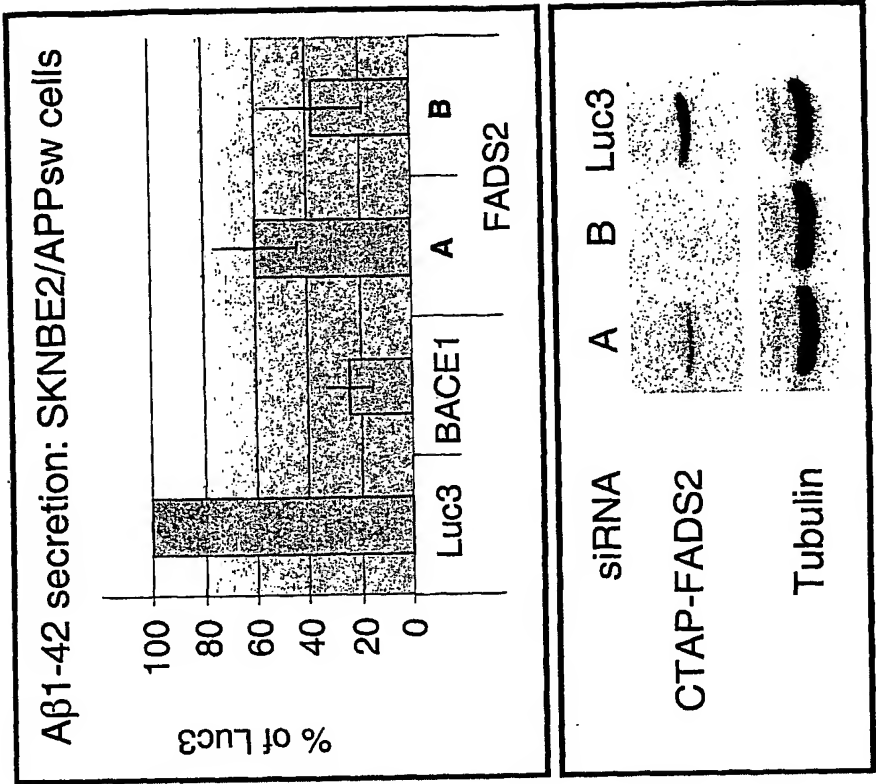 Aβ1-42 secretion: SKNBE2/APPsw cells
% of Luc3
100
80
60
40
20
0
Luc3
BACE1
A
B
FADS2
siRNA
A
B
Luc3
CTAP-FADS2
Tubulin